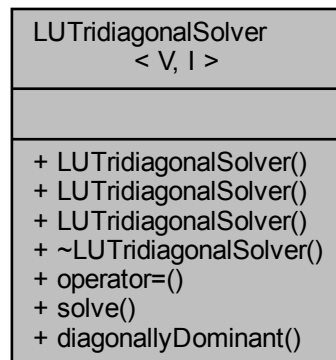 LUTridiagonalSolver
< V, I >
+ LUTridiagonalSolver()
+ LUTridiagonalSolver()
+ LUTridiagonalSolver()
+ ~LUTridiagonalSolver()
+ operator=()
+ solve()
+ diagonallyDominant()